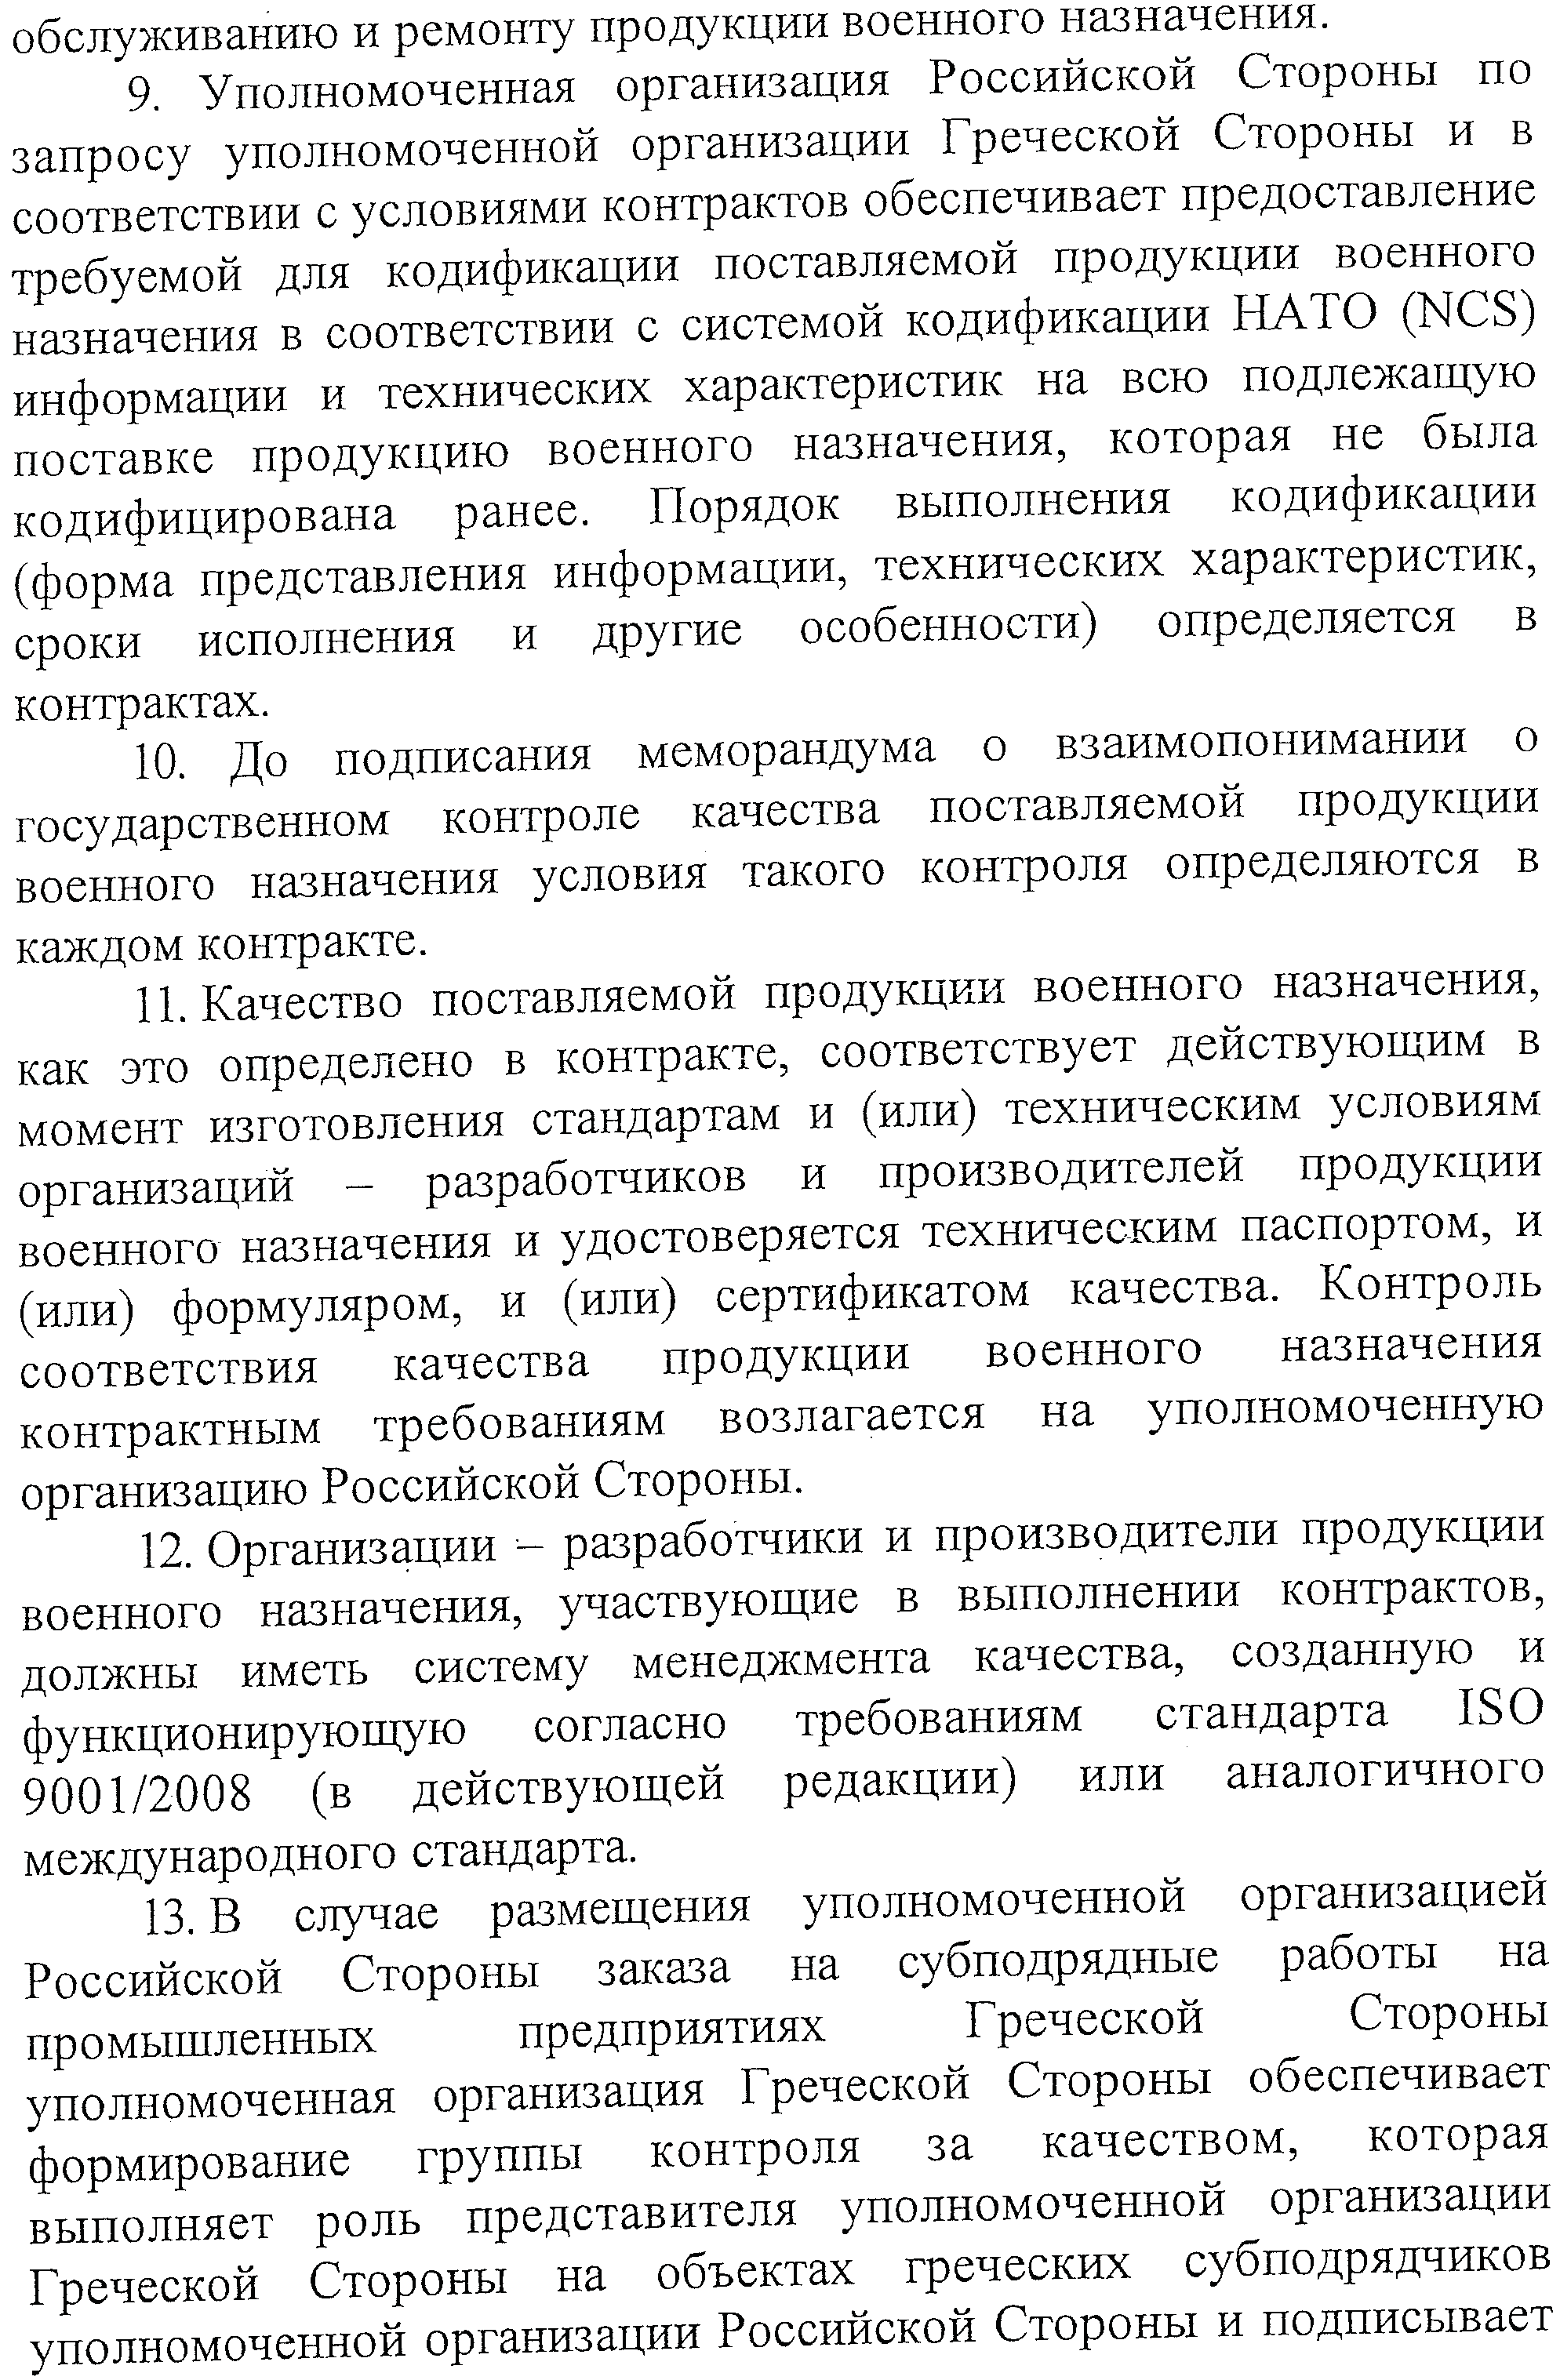 обслуживанию и ремонту продукции военного назначения.
9. Уполномоченная организация Российской Стороны по
запросу уполномоченной организации Греческой Стороны и в
соответствии с условиями контрактов обеспечивает предоставление
требуемой для кодификации поставляемой продукции военного
назначения в соответствии с системой кодификации НАТО (NCS)
информации и технических характеристик на всю подлежащую
поставке продукцию военного назначения, которая не была
кодифицирована ранее. Порядок выполнения кодификации
(форма представления информации, технических характеристик,
сроки исполнения и другие особенности) определяется в
контрактах.
10. До подписания меморандума о взаимопонимании о
государственном контроле качества поставляемой продукции
военного назначения условия такого контроля определяются в
каждом контракте.
11. Качество поставляемой продукции военного назначения,
как это определено в контракте, соответствует действующим в
момент изготовления стандартам и (или) техническим условиям
организаций – разработчиков и производителей продукции
военного назначения и удостоверяется техническим паспортом, и
(или) формуляром, и (или) сертификатом качества. Контроль
соответствия качества продукции военного назначения
контрактным требованиям возлагается на уполномоченную
организацию Российской Стороны.
12. Организации – разработчики и производители продукции
военного назначения, участвующие в выполнении контрактов,
должны иметь систему менеджмента качества, созданную и
функционирующую согласно требованиям стандарта ISO
9001/2008 (в действующей редакции) или аналогичного
международного стандарта.
13. В случае размещения уполномоченной организацией
Российской Стороны заказа на субподрядные работы на
промышленных предприятиях Греческой Стороны
уполномоченная организация Греческой Стороны обеспечивает
формирование группы контроля за качеством, которая
выполняет роль представителя уполномоченной организации
Греческой Стороны на объектах греческих субподрядчиков
уполномоченной организации Российской Стороны и подписывает